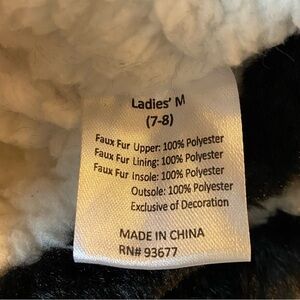 Ladies' M
(7-8)
Faux Fur Upper: 100% Polyester
Faux Fur Lining: 100% Polyester
Faux Fur Insole: 100% Polyester
Outsole: 100% Polyester
Exclusive of Decoration
MADE IN CHINA
RN# 93677